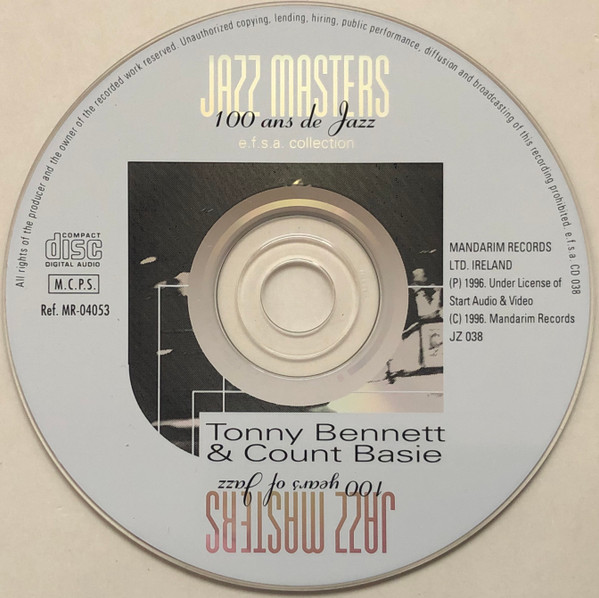 All rights of the producer and the owner of the recorded work reserved. Unauthorized copying, lending, hiring, public performance, diffusion and broadcasting of this recording prohibited. e.f.s.a. CD 038
JAZZ MASTERS
100 ans de Jazz
e.f.s.a. collection
COMPACT
disc
DIGITAL AUDIO
M.C.P.S.
Ref. MR-04053
MANDARIM RECORDS
LTD. IRELAND
(P) 1996. Under License of
Start Audio & Video
(C) 1996. Mandarim Records
JZ 038
Tonny Bennett
& Count Basie
100 years of Jazz
JAZZ MASTERS